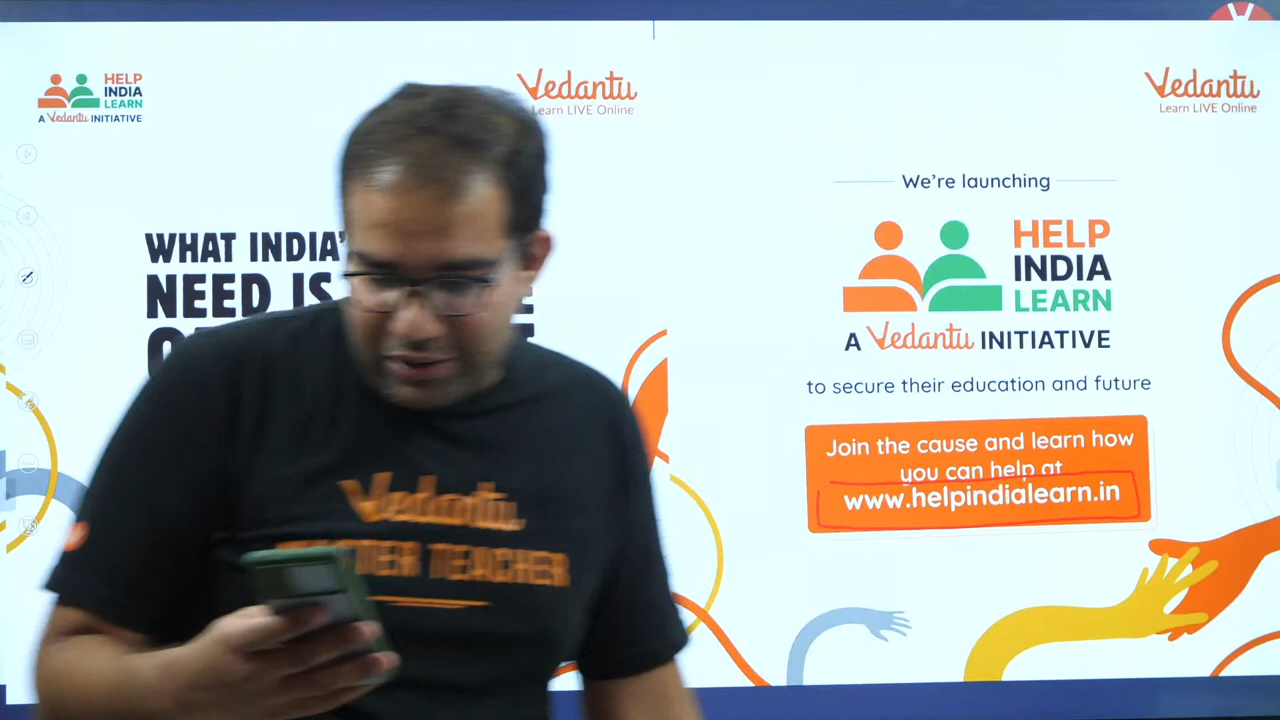 HELP
INDIA
LEARN
A Vedantu INITIATIVE
Vedantu
Learn LIVE Online
WHAT INDIA'
NEED IS
Vedantu
TEACHER
Vedantu
Learn LIVE Online
We're launching
HELP
INDIA
LEARN
A Vedantu INITIATIVE
to secure their education and future
Join the cause and learn how
you can help at
www.helpindialearn.in